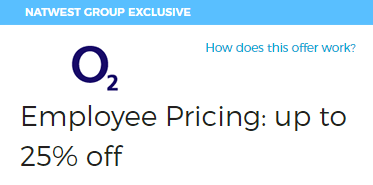 NATWEST GROUP EXCLUSIVE
O2
How does this offer work?
Employee Pricing: up to
25% off